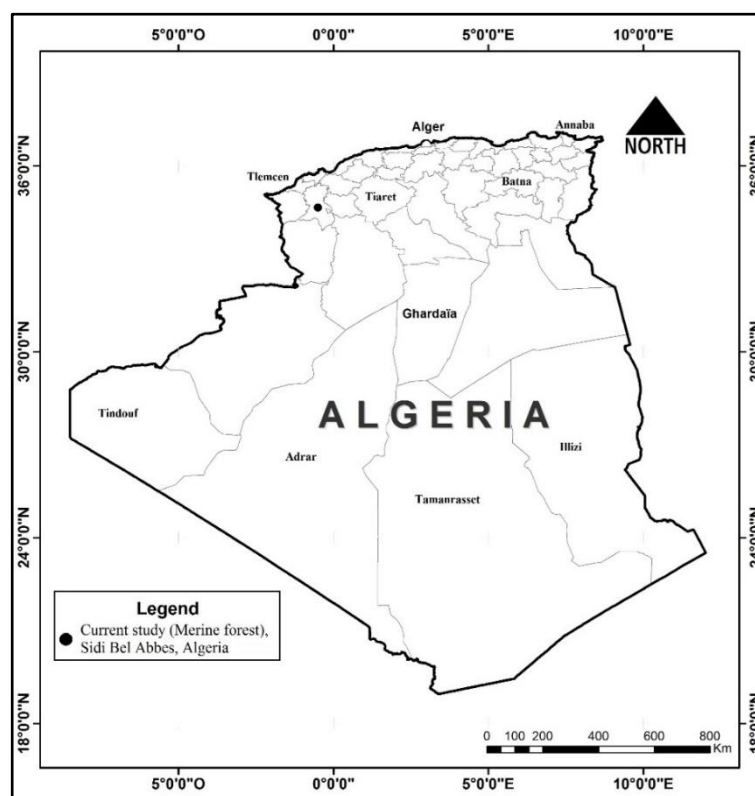 5°0'0"O 0°0'0" 5°0'0"E 10°0'0"E
36°0'0"N
30°0'0"N
24°0'0"N
18°0'0"N
36°0'0"N
30°0'0"N
24°0'0"N
18°0'0"N
NORTH
Annaba
Alger
Tlemcen
Batna
Tiaret
Ghardaïa
ALGERIA
Tindouf
Adrar
Illizi
Tamanrasset
Legend
Current study (Merine forest),
Sidi Bel Abbes, Algeria
0 100 200 400 600 800
Km
5°0'0"O 0°0'0" 5°0'0"E 10°0'0"E